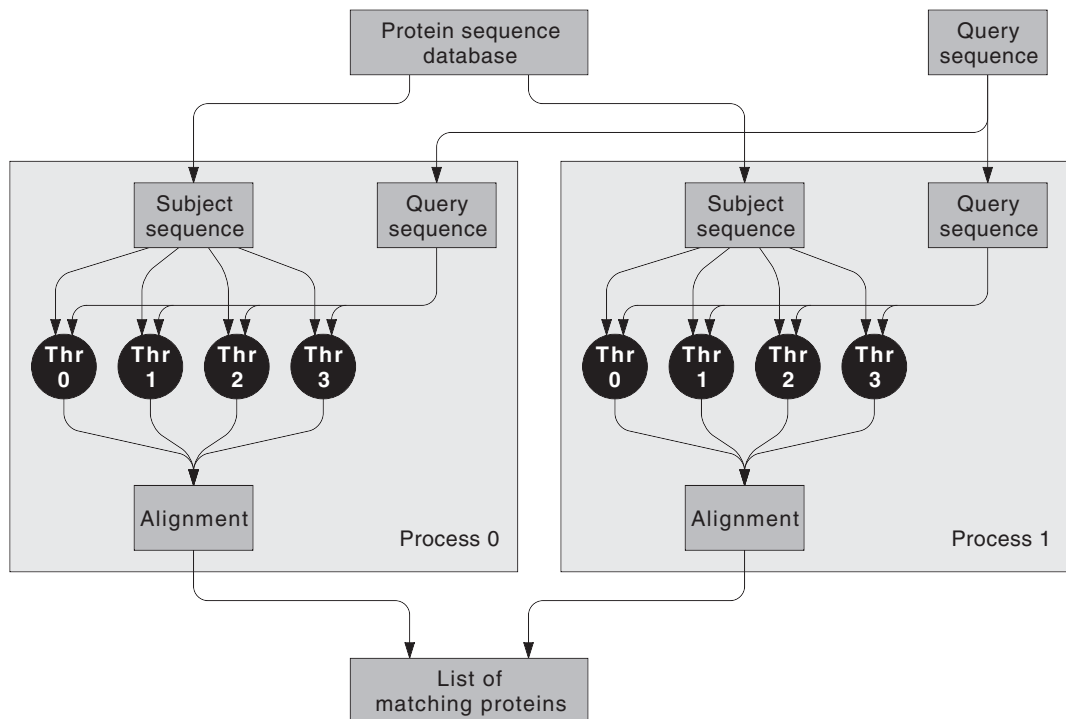 Protein sequence
database
Query
sequence
Subject
sequence
Query
sequence
Thr
0
Thr
1
Thr
2
Thr
3
Alignment
Process 0
Subject
sequence
Query
sequence
Thr
0
Thr
1
Thr
2
Thr
3
Alignment
Process 1
List of
matching proteins